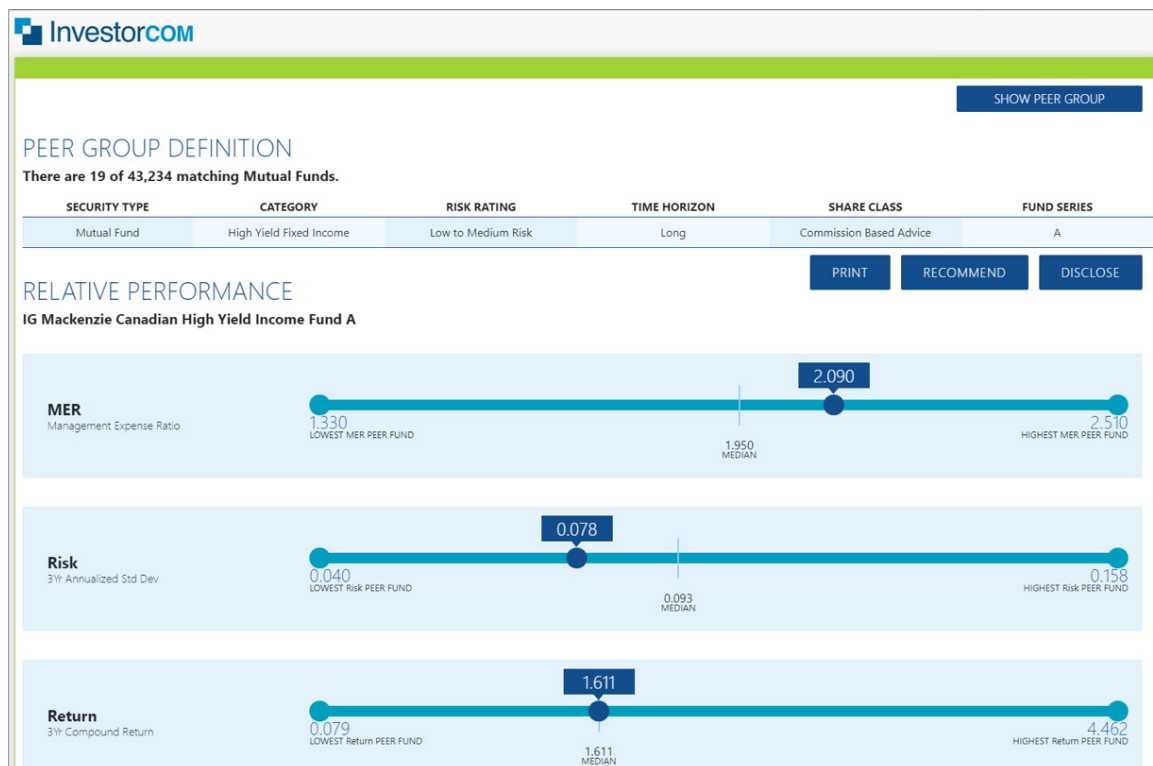 InvestorCOM
SHOW PEER GROUP
PEER GROUP DEFINITION
There are 19 of 43,234 matching Mutual Funds.
SECURITY TYPE CATEGORY RISK RATING TIME HORIZON SHARE CLASS FUND SERIES
Mutual Fund High Yield Fixed Income Low to Medium Risk Long Commission Based Advice A
PRINT RECOMMEND DISCLOSE
RELATIVE PERFORMANCE
IG Mackenzie Canadian High Yield Income Fund A
2.090
MER
Management Expense Ratio
1.330
LOWEST MER PEER FUND
1.950
MEDIAN
2.510
HIGHEST MER PEER FUND
0.078
Risk
3Yr Annualized Std Dev
0.040
LOWEST Risk PEER FUND
0.093
MEDIAN
0.158
HIGHEST Risk PEER FUND
1.611
Return
3Yr Compound Return
0.079
LOWEST Return PEER FUND
1.611
MEDIAN
4.462
HIGHEST Return PEER FUND